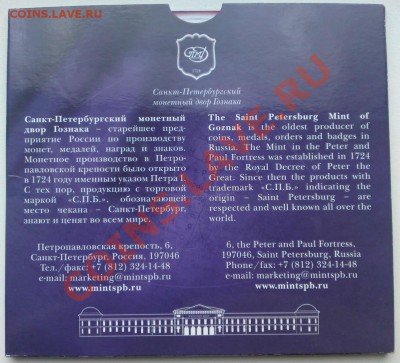 COINS.LAVE.RU
Санкт-Петербургский
монетный двор Гознака
Санкт-Петербургский монетный
двор Гознака – старейшее пред-
приятие России по производству
монет, медалей, наград и знаков.
Монетное производство в Петро-
павловской крепости было открыто
в 1724 году именным указом Петра I.
С тех пор, продукцию с торговой
маркой «С.П.Б.», обозначающей
место чекана – Санкт-Петербург,
знают и ценят во всем мире.
The Saint Petersburg Mint of
Goznak is the oldest producer of
coins, medals, orders and badges in
Russia. The Mint in the Peter and
Paul Fortress was established in 1724
by the Royal Decree of Peter the
Great. Since then the products with
trademark «С.П.Б.» indicating the
origin – Saint Petersburg – are
respected and well known all over the
world.
Петропавловская крепость, 6,
Санкт-Петербург, Россия, 197046
Тел./факс: +7 (812) 324-14-48
e-mail: marketing@mintspb.ru
www.mintspb.ru
6, the Peter and Paul Fortress,
197046, Saint Petersburg, Russia
Phone/fax: +7 (812) 324-14-48
e-mail: marketing@mintspb.ru
www.mintspb.ru
COINS.LAVE.RU